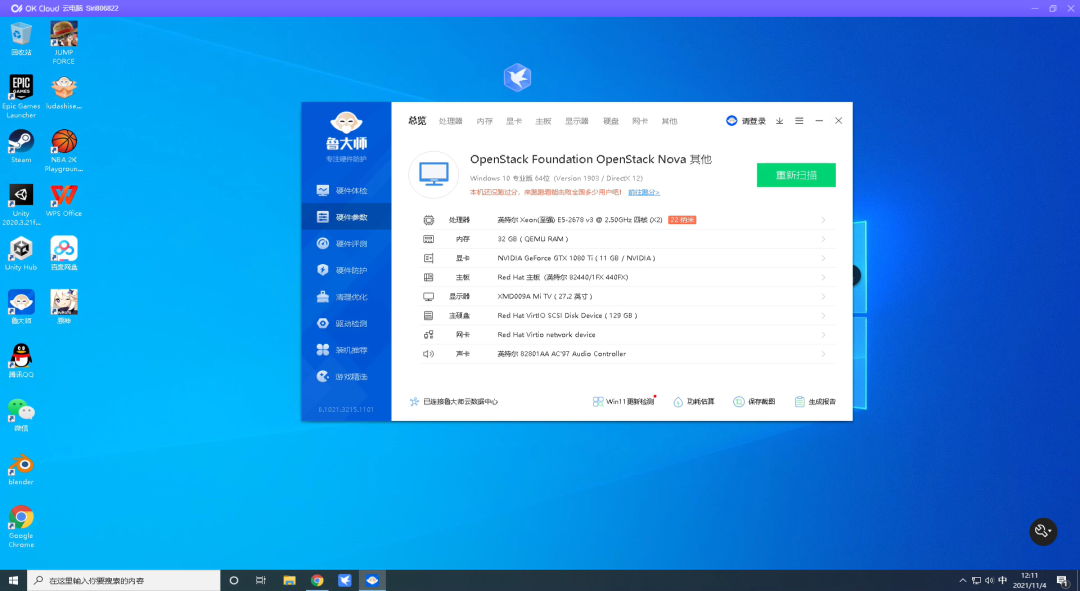 OK Cloud 云电脑 Siri806822
回收站
JUMP
FORCE
EPIC
GAMES
Epic Games
Launcher
ludashise...
Steam
NBA 2K
Playgroun...
Unity
2020.3.21f...
WPS Office
Unity Hub
百度网盘
鲁大师
原神
腾讯QQ
微信
blender
Google
Chrome
鲁大师
专注硬件防护
硬件体检
硬件参数
硬件评测
硬件防护
清理优化
驱动检测
装机推荐
游戏精选
6.1021.3215.1101
总览 处理器 内存 显卡 主板 显示器 硬盘 网卡 其他
请登录
OpenStack Foundation OpenStack Nova 其他
Windows 10 专业版 64位 (Version 1903 / DirectX 12)
本机还没跑过分，来跑跑看能击败全国多少用户吧! 前往跑分>
重新扫描
处理器 英特尔 Xeon(至强) E5-2678 v3 @ 2.50GHz 四核 (X2) 22 纳米
内存 32 GB ( QEMU RAM )
显卡 NVIDIA GeForce GTX 1080 Ti ( 11 GB / NVIDIA )
主板 Red Hat 主板 (英特尔 82440/1FX 440FX)
显示器 XMD009A Mi TV ( 27.2 英寸 )
主硬盘 Red Hat VirtIO SCSI Disk Device ( 129 GB )
网卡 Red Hat Virtio network device
声卡 英特尔 82801AA AC'97 Audio Controller
已连接鲁大师云数据中心
Win11更新检测
功耗估算
保存截图
生成报告
在这里输入你要搜索的内容
中
12:11
2021/11/4
1